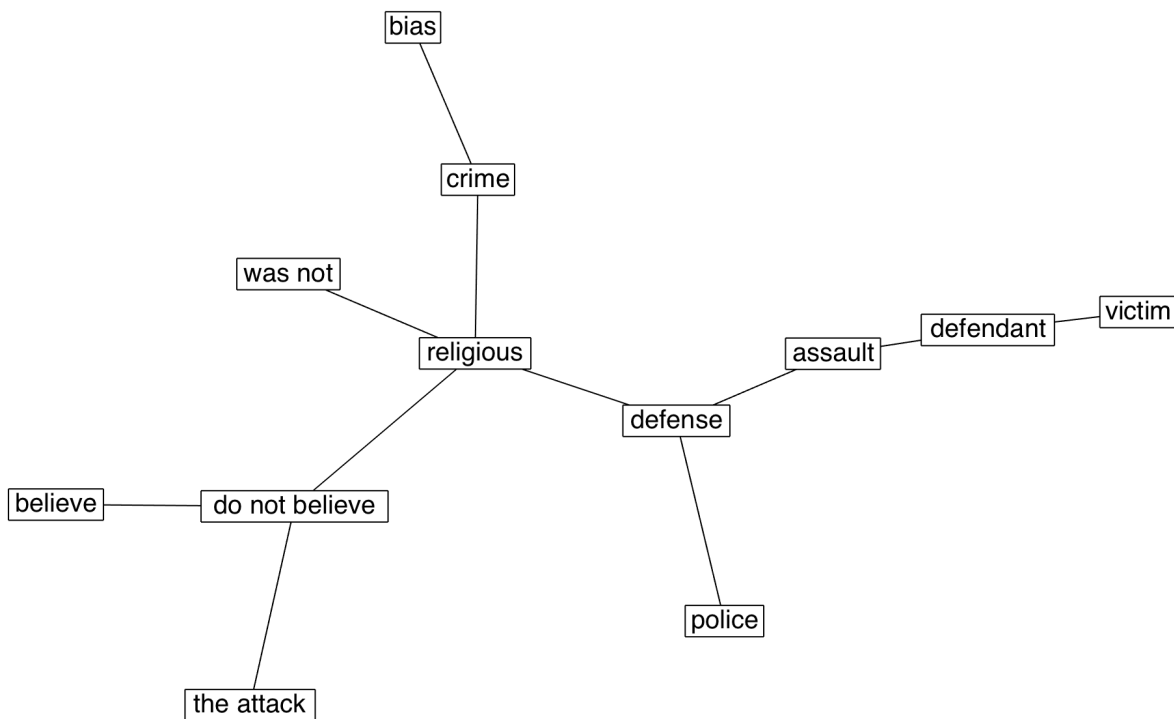 bias
crime
was not
victim
defendant
religious
assault
defense
believe
do not believe
police
the attack